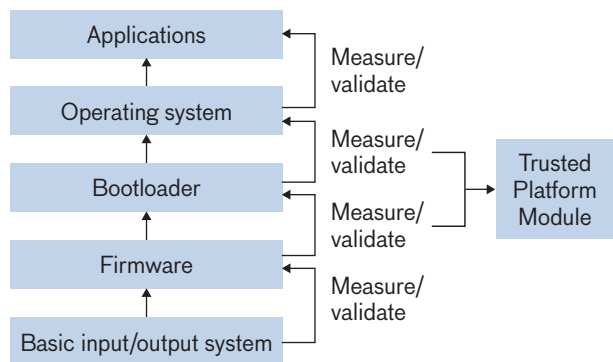 Applications
Measure/
validate
Operating system
Measure/
validate
Trusted
Platform
Module
Bootloader
Measure/
validate
Firmware
Measure/
validate
Basic input/output system